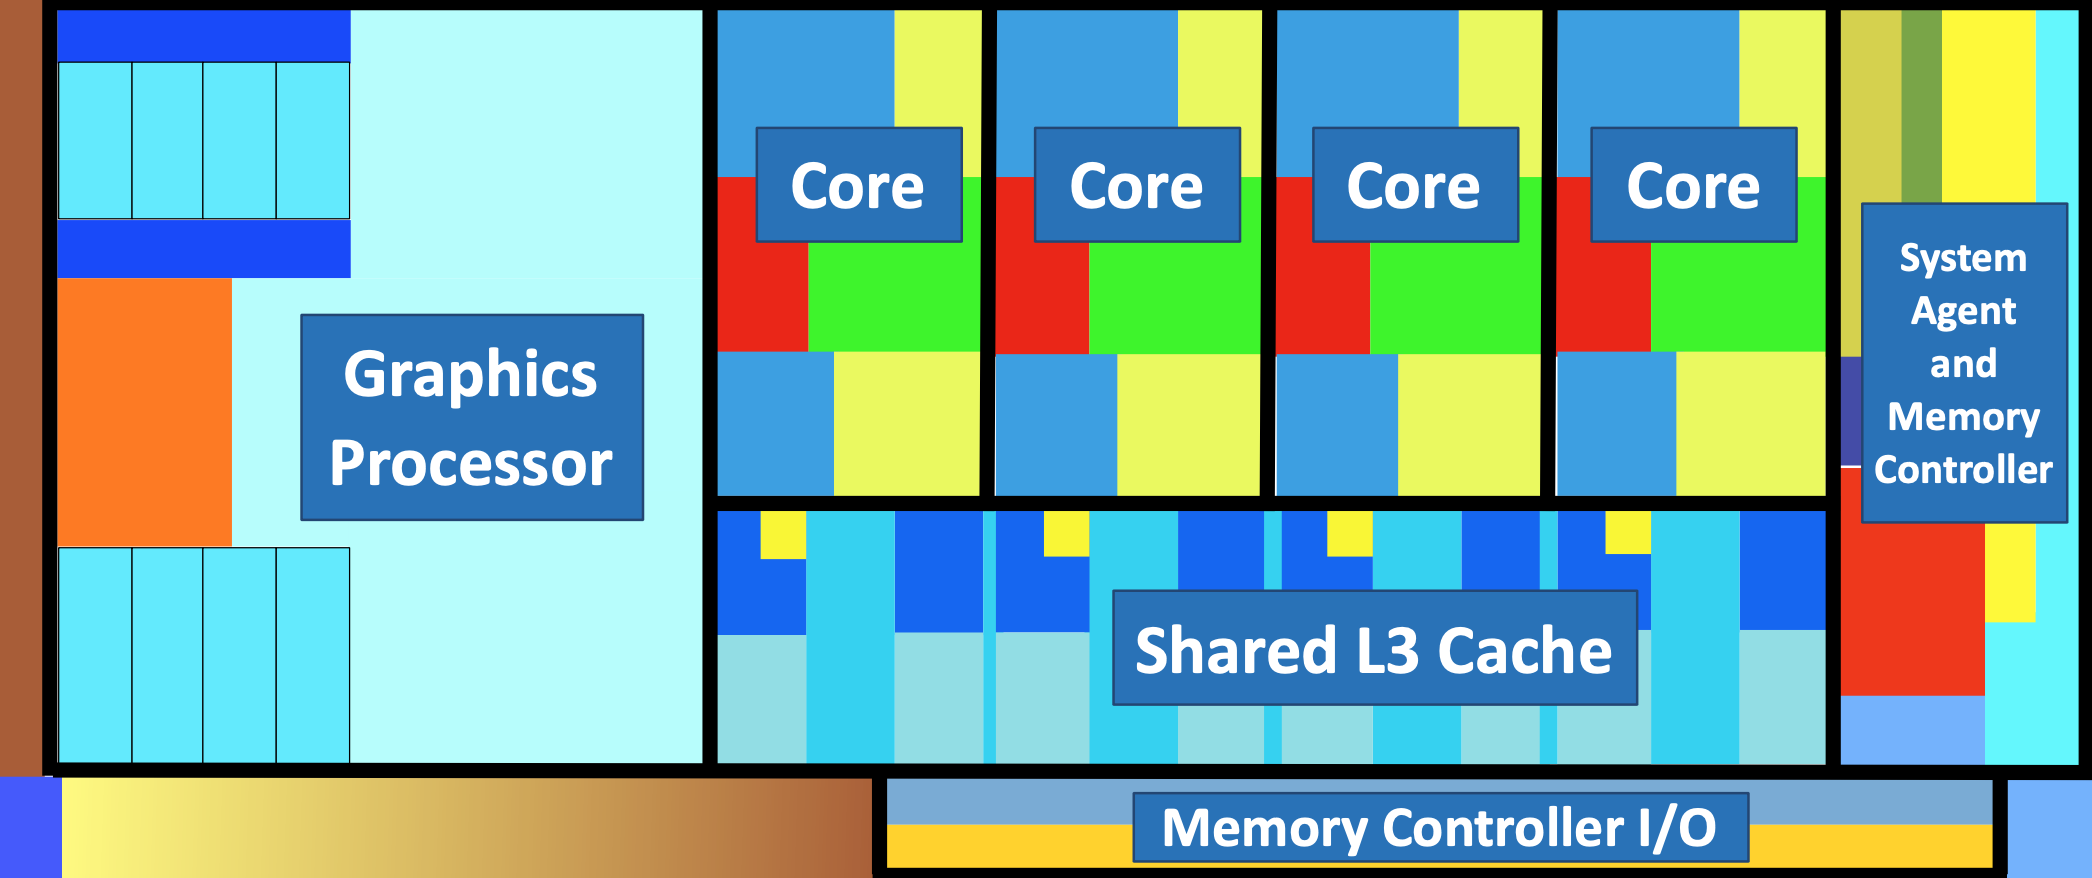 Core
Core
Core
Core
System
Agent
and
Memory
Controller
Graphics
Processor
Shared L3 Cache
Memory Controller I/O